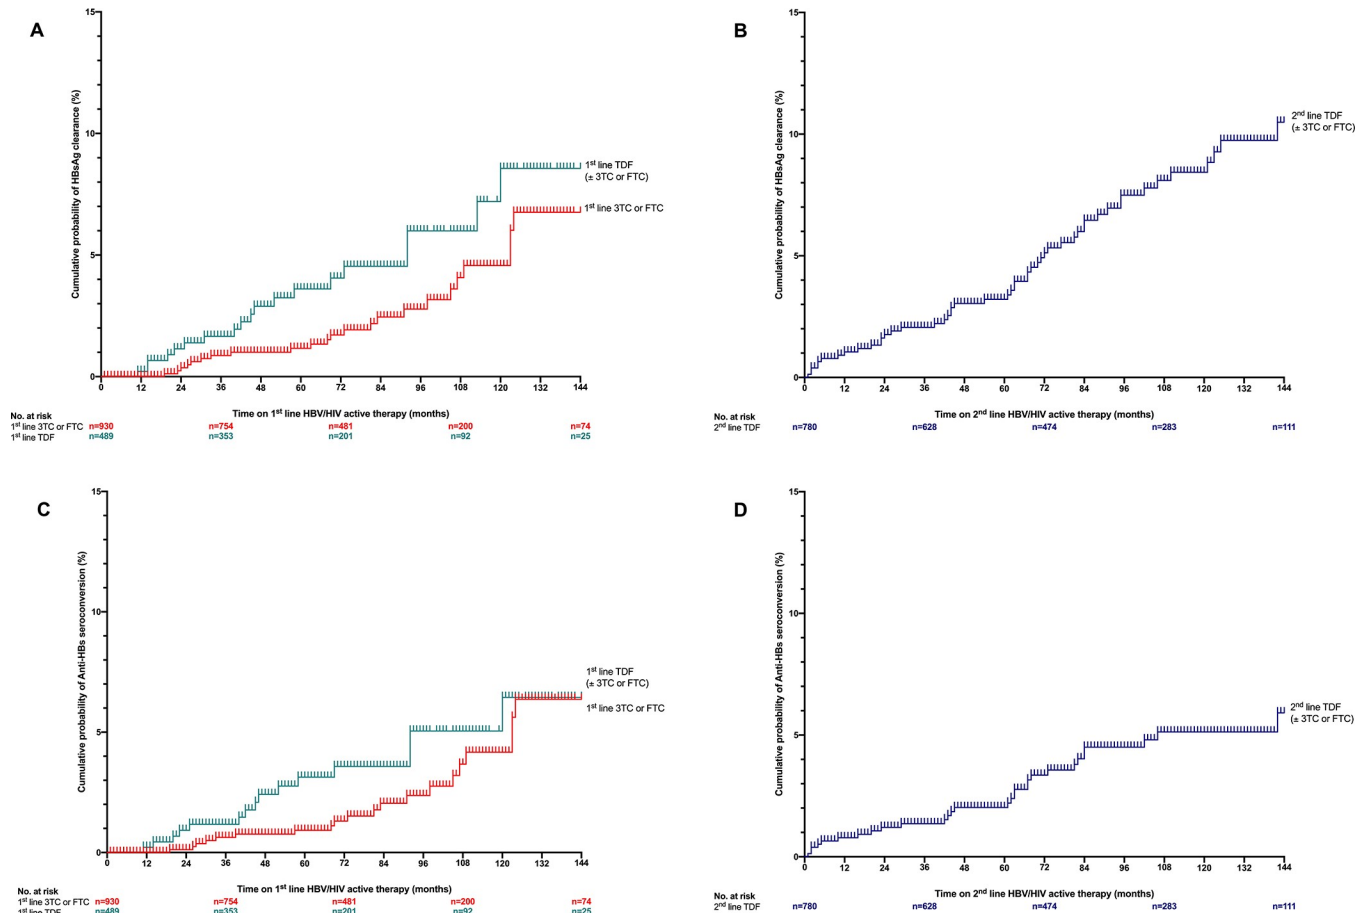 A
15
10
5
0
Cumulative probability of HBsAg clearance (%)
1st line TDF
(± 3TC or FTC)
1st line 3TC or FTC
0 12 24 36 48 60 72 84 96 108 120 132 144
Time on 1st line HBV/HIV active therapy (months)
No. at risk
1st line 3TC or FTC n=930 n=754 n=481 n=200 n=74
1st line TDF n=489 n=353 n=201 n=92 n=25
B
15
10
5
0
Cumulative probability of HBsAg clearance (%)
2nd line TDF
(± 3TC or FTC)
0 12 24 36 48 60 72 84 96 108 120 132 144
Time on 2nd line HBV/HIV active therapy (months)
No. at risk
2nd line TDF n=780 n=628 n=474 n=283 n=111
C
15
10
5
0
Cumulative probability of Anti-HBs seroconversion (%)
1st line TDF
(± 3TC or FTC)
1st line 3TC or FTC
0 12 24 36 48 60 72 84 96 108 120 132 144
Time on 1st line HBV/HIV active therapy (months)
No. at risk
1st line 3TC or FTC n=930 n=754 n=481 n=200 n=74
1st line TDF n=489 n=353 n=201 n=92 n=25
D
15
10
5
0
Cumulative probability of Anti-HBs seroconversion (%)
2nd line TDF
(± 3TC or FTC)
0 12 24 36 48 60 72 84 96 108 120 132 144
Time on 2nd line HBV/HIV active therapy (months)
No. at risk
2nd line TDF n=780 n=628 n=474 n=283 n=111